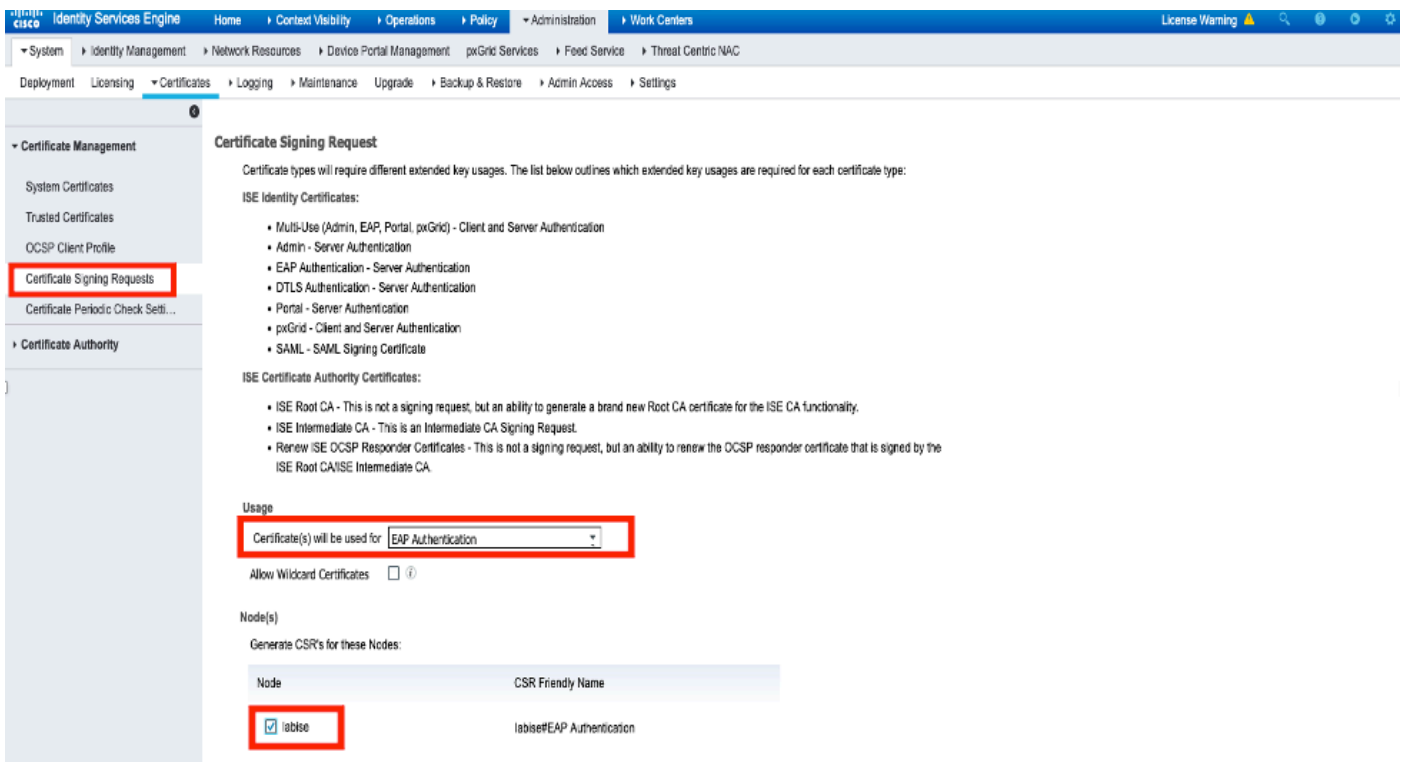 cisco Identity Services Engine Home Context Visibility Operations Policy Administration Work Centers License Warning
System Identity Management Network Resources Device Portal Management pxGrid Services Feed Service Threat Centric NAC
Deployment Licensing Certificates Logging Maintenance Upgrade Backup & Restore Admin Access Settings
Certificate Management
System Certificates
Trusted Certificates
OCSP Client Profile
Certificate Signing Requests
Certificate Periodic Check Setti...
Certificate Authority
Certificate Signing Request
Certificate types will require different extended key usages. The list below outlines which extended key usages are required for each certificate type:
ISE Identity Certificates:
• Multi-Use (Admin, EAP, Portal, pxGrid) - Client and Server Authentication
• Admin - Server Authentication
• EAP Authentication - Server Authentication
• DTLS Authentication - Server Authentication
• Portal - Server Authentication
• pxGrid - Client and Server Authentication
• SAML - SAML Signing Certificate
ISE Certificate Authority Certificates:
• ISE Root CA - This is not a signing request, but an ability to generate a brand new Root CA certificate for the ISE CA functionality.
• ISE Intermediate CA - This is an Intermediate CA Signing Request.
• Renew ISE OCSP Responder Certificates - This is not a signing request, but an ability to renew the OCSP responder certificate that is signed by the
ISE Root CA/ISE Intermediate CA.
Usage
Certificate(s) will be used for EAP Authentication
Allow Wildcard Certificates
Node(s)
Generate CSR's for these Nodes:
Node CSR Friendly Name
labise labise#EAP Authentication